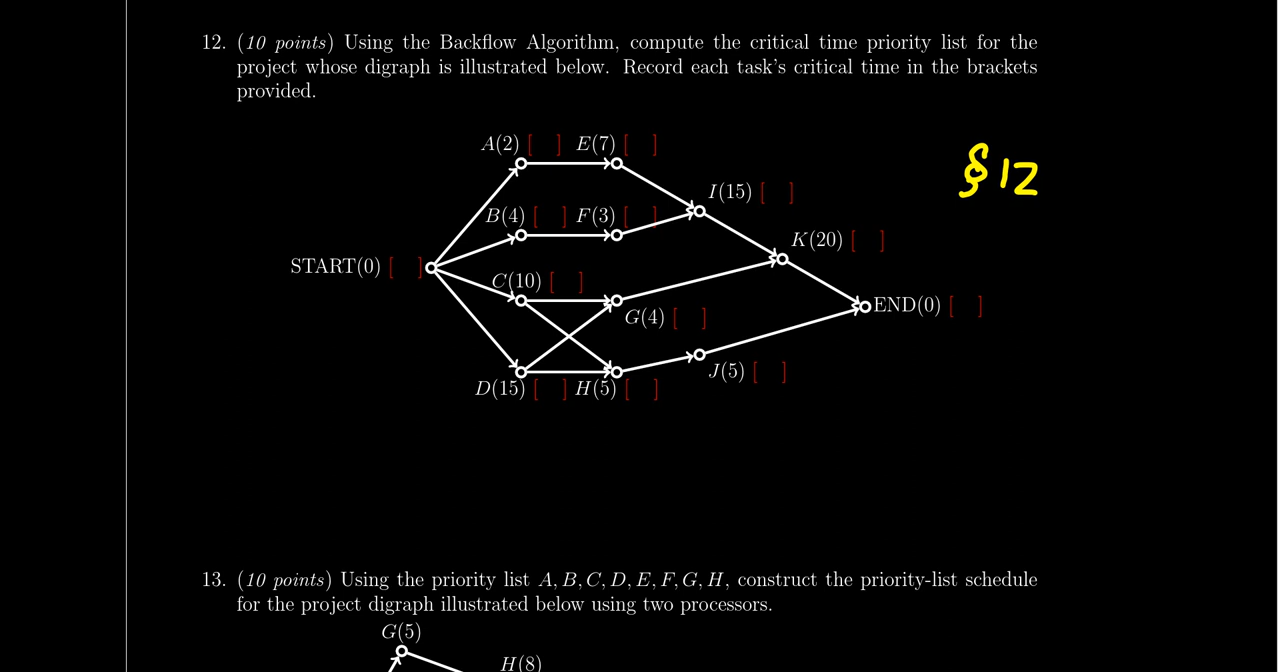 12. (10 points) Using the Backflow Algorithm, compute the critical time priority list for the
project whose digraph is illustrated below. Record each task's critical time in the brackets
provided.
A(2) [ ] E(7) [ ]
§ 12
I(15) [ ]
B(4) [ ] F(3) [ ]
K(20) [ ]
START(0) [ ]
C(10) [ ]
END(0) [ ]
G(4) [ ]
J(5) [ ]
D(15) [ ] H(5) [ ]
13. (10 points) Using the priority list A, B, C, D, E, F, G, H, construct the priority-list schedule
for the project digraph illustrated below using two processors.
G(5)
H(8)